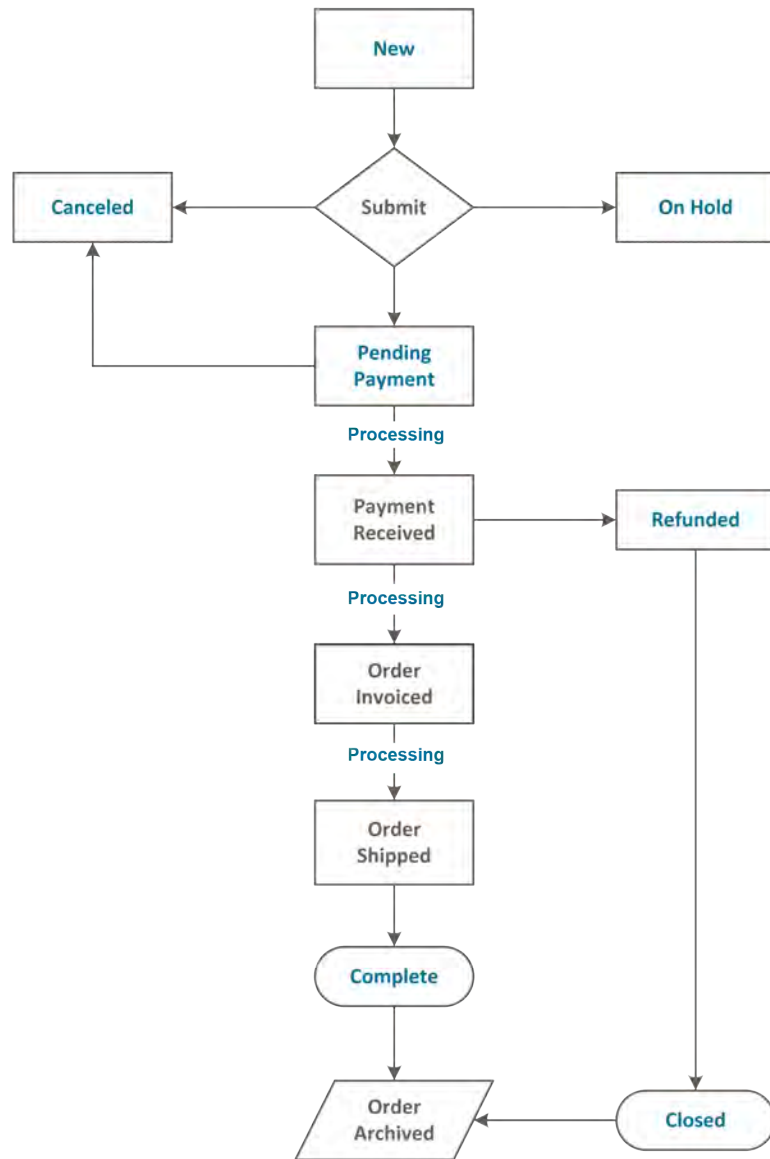 New
Canceled
Submit
On Hold
Pending
Payment
Processing
Payment
Received
Refunded
Processing
Order
Invoiced
Processing
Order
Shipped
Complete
Order
Archived
Closed